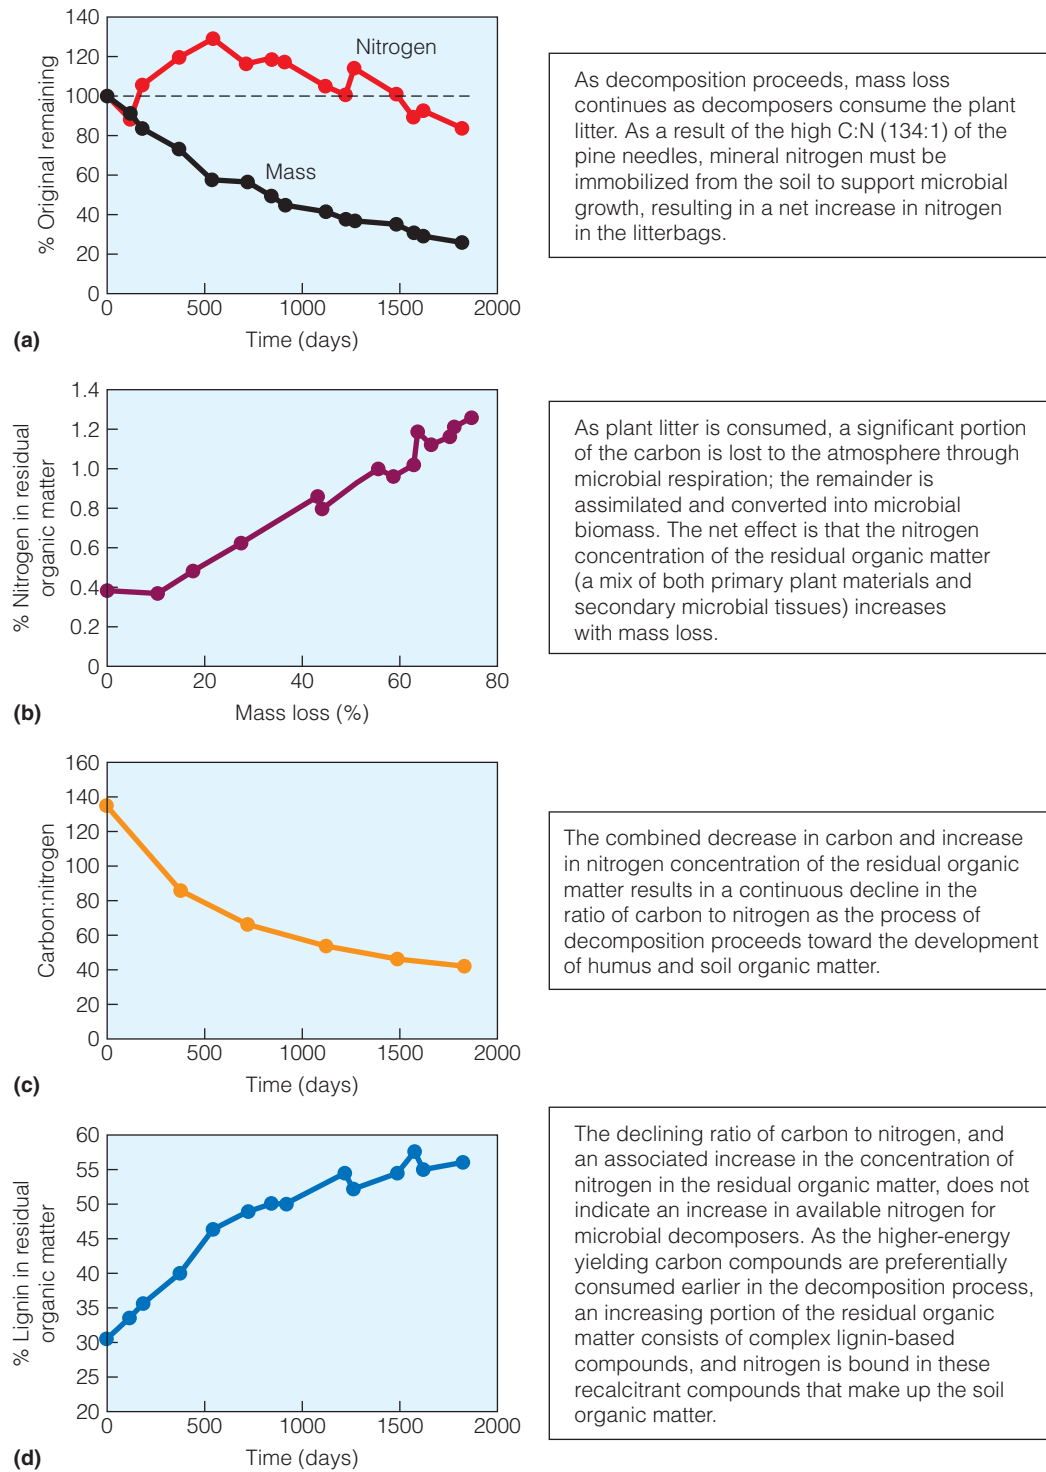 140
120
100
80
60
40
20
0
% Original remaining
Nitrogen
Mass
0 500 1000 1500 2000
Time (days)
(a)
As decomposition proceeds, mass loss
continues as decomposers consume the plant
litter. As a result of the high C:N (134:1) of the
pine needles, mineral nitrogen must be
immobilized from the soil to support microbial
growth, resulting in a net increase in nitrogen
in the litterbags.
1.4
1.2
1.0
0.8
0.6
0.4
0.2
0
% Nitrogen in residual
organic matter
0 20 40 60 80
Mass loss (%)
(b)
As plant litter is consumed, a significant portion
of the carbon is lost to the atmosphere through
microbial respiration; the remainder is
assimilated and converted into microbial
biomass. The net effect is that the nitrogen
concentration of the residual organic matter
(a mix of both primary plant materials and
secondary microbial tissues) increases
with mass loss.
160
140
120
100
80
60
40
20
0
Carbon:nitrogen
0 500 1000 1500 2000
Time (days)
(c)
The combined decrease in carbon and increase
in nitrogen concentration of the residual organic
matter results in a continuous decline in the
ratio of carbon to nitrogen as the process of
decomposition proceeds toward the development
of humus and soil organic matter.
60
55
50
45
40
35
30
25
20
% Lignin in residual
organic matter
0 500 1000 1500 2000
Time (days)
(d)
The declining ratio of carbon to nitrogen, and
an associated increase in the concentration of
nitrogen in the residual organic matter, does not
indicate an increase in available nitrogen for
microbial decomposers. As the higher-energy
yielding carbon compounds are preferentially
consumed earlier in the decomposition process,
an increasing portion of the residual organic
matter consists of complex lignin-based
compounds, and nitrogen is bound in these
recalcitrant compounds that make up the soil
organic matter.